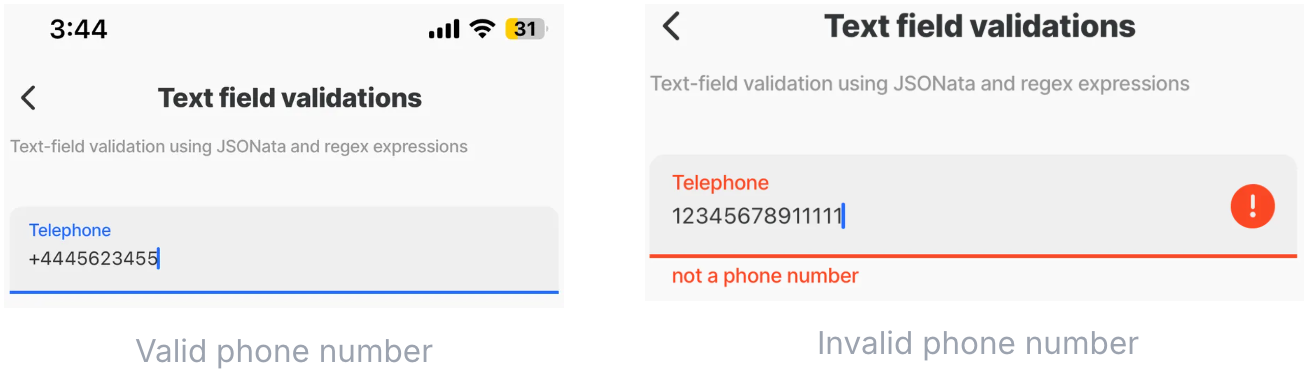 3:44
31
Text field validations
Text-field validation using JSONata and regex expressions
Telephone
+4445623455
Valid phone number
Text field validations
Text-field validation using JSONata and regex expressions
Telephone
12345678911111
!
not a phone number
Invalid phone number